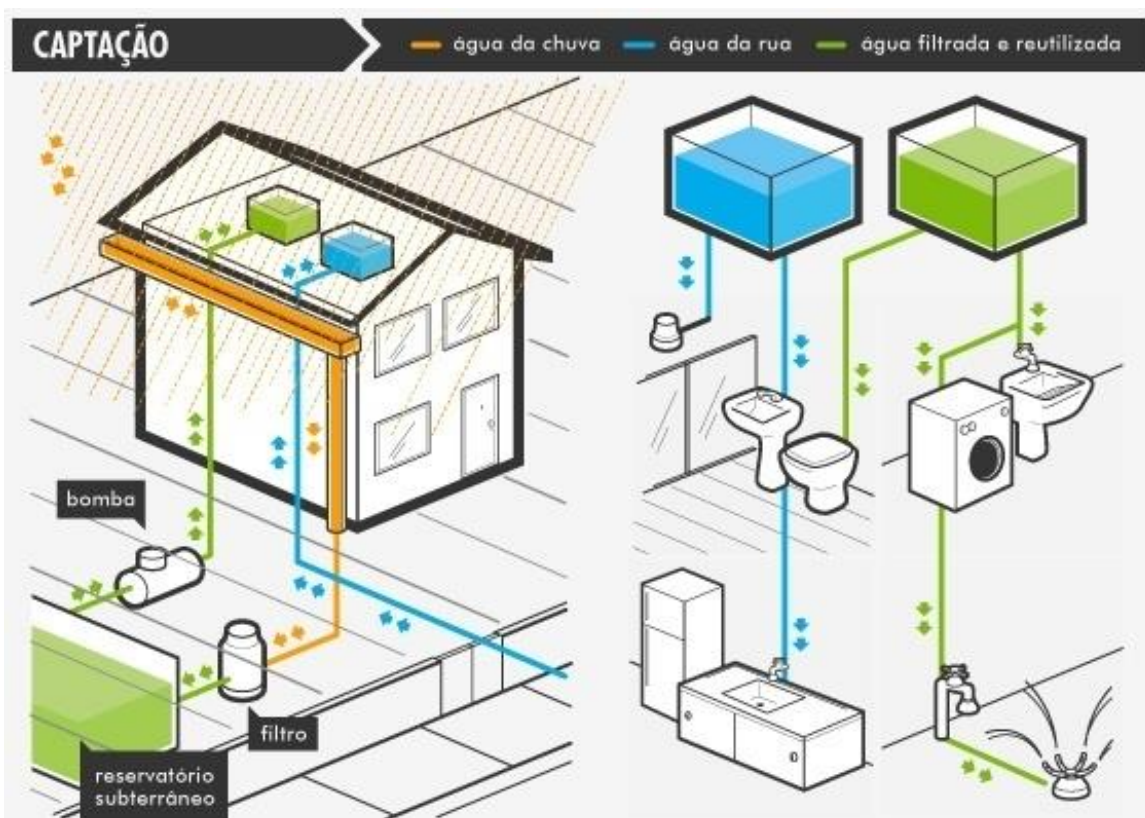 CAPTAÇÃO
água da chuva
água da rua
água filtrada e reutilizada
bomba
filtro
reservatório
subterrâneo